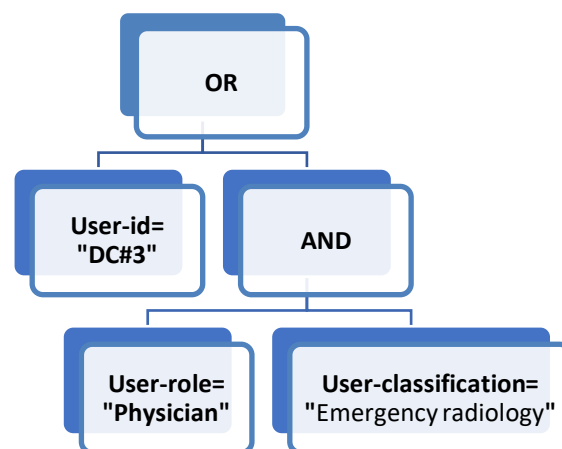 OR
User-id=
"DC#3"
AND
User-role=
"Physician"
User-classification=
"Emergency radiology"